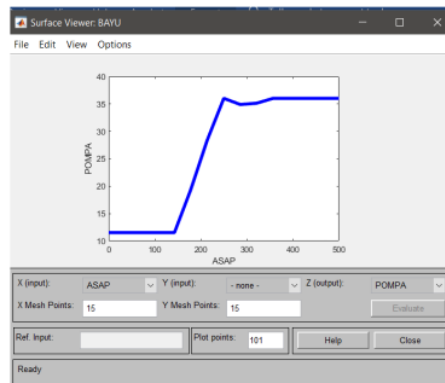 Surface Viewer: BAYU
File Edit View Options
40
35
30
25
20
15
10
POMPA
0 100 200 300 400 500
ASAP
X (input): ASAP Y (input): - none - Z (output): POMPA
X Mesh Points: 15 Y Mesh Points: 15 Evaluate
Ref. Input: Plot points: 101 Help Close
Ready